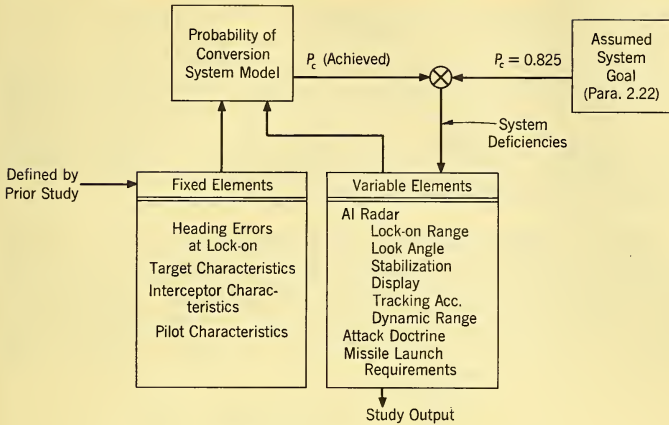 Probability of
Conversion
System Model
P_c (Achieved)
P_c = 0.825
Assumed
System
Goal
(Para. 2.22)
System
Deficiencies
Defined by
Prior Study
Fixed Elements
Heading Errors
at Lock-on
Target Characteristics
Interceptor Charac-
teristics
Pilot Characteristics
Variable Elements
AI Radar
Lock-on Range
Look Angle
Stabilization
Display
Tracking Acc.
Dynamic Range
Attack Doctrine
Missile Launch
Requirements
Study Output